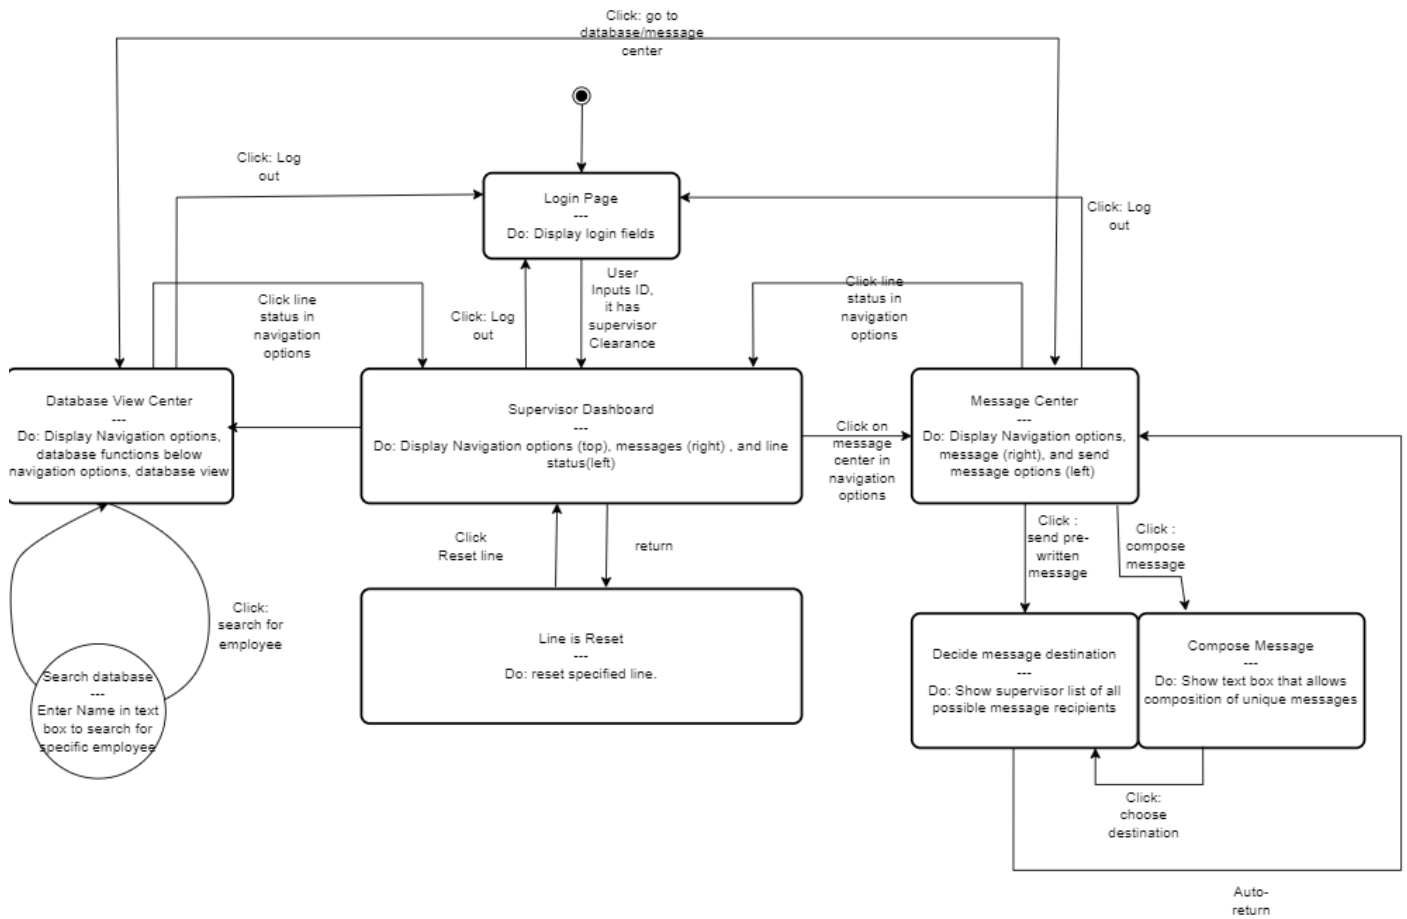 Click: go to
database/message
center
Click: Log
out
Login Page
---
Do: Display login fields
Click: Log
out
User
Inputs ID,
it has
supervisor
Clearance
Click line
status in
navigation
options
Click: Log
out
Click line
status in
navigation
options
Database View Center
---
Do: Display Navigation options,
database functions below
navigation options, database view
Supervisor Dashboard
---
Do: Display Navigation options (top), messages (right) , and line
status(left)
Click on
message
center in
navigation
options
Message Center
---
Do: Display Navigation options,
message (right), and send
message options (left)
Click
Reset line
return
Click :
send pre-
written
message
Click :
compose
message
Click:
search for
employee
Line is Reset
---
Do: reset specified line.
Decide message destination
---
Do: Show supervisor list of all
possible message recipients
Compose Message
---
Do: Show text box that allows
composition of unique messages
Search database
---
Enter Name in text
box to search for
specific employee
Click:
choose
destination
Auto-
return